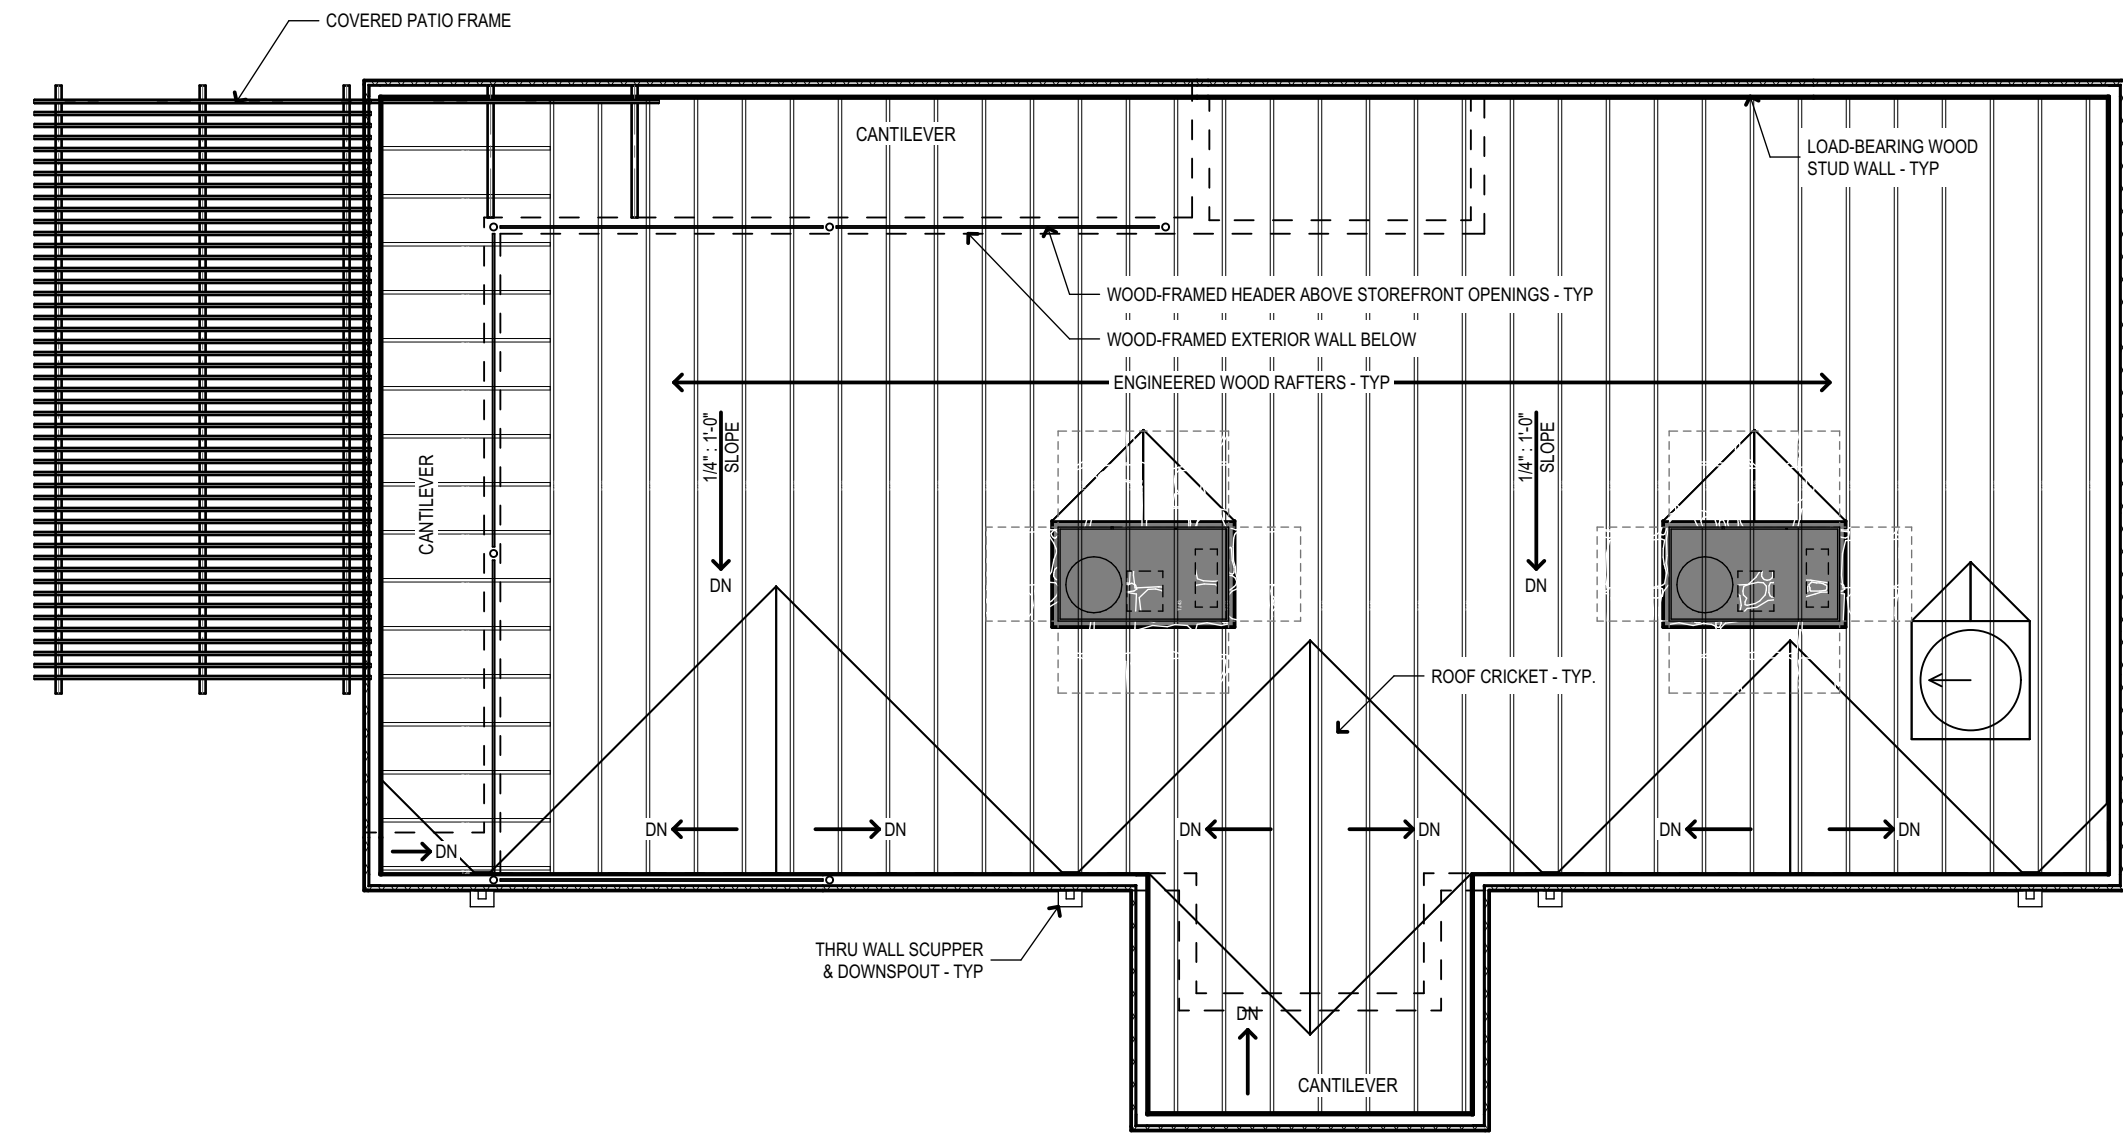 COVERED PATIO FRAME
CANTILEVER
LOAD-BEARING WOOD
STUD WALL - TYP
WOOD-FRAMED HEADER ABOVE STOREFRONT OPENINGS - TYP
WOOD-FRAMED EXTERIOR WALL BELOW
ENGINEERED WOOD RAFTERS - TYP
1/4" : 1'-0"
SLOPE
DN
1/4" : 1'-0"
SLOPE
DN
CANTILEVER
ROOF CRICKET - TYP.
DN
DN
DN
DN
DN
DN
DN
THRU WALL SCUPPER
& DOWNSPOUT - TYP
DN
CANTILEVER